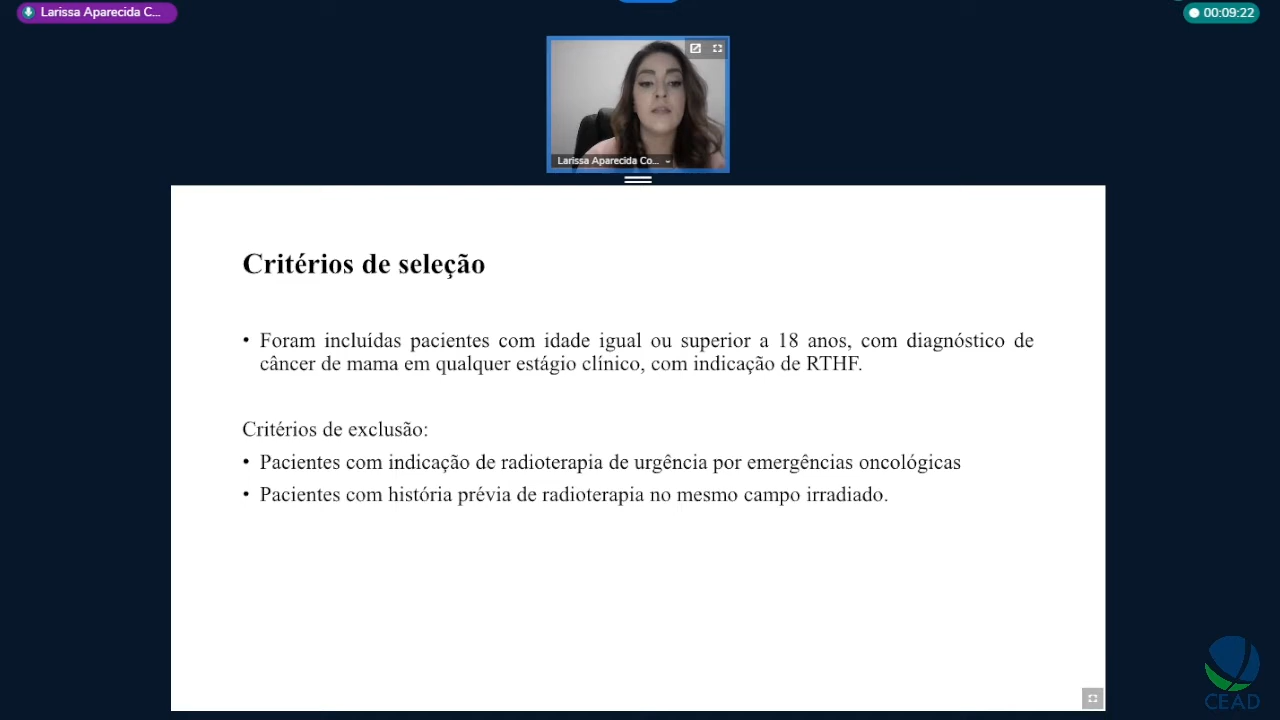 Larissa Aparecida C...
00:09:22
Larissa Aparecida Co...
Critérios de seleção
• Foram incluídas pacientes com idade igual ou superior a 18 anos, com diagnóstico de
câncer de mama em qualquer estágio clínico, com indicação de RTHF.
Critérios de exclusão:
• Pacientes com indicação de radioterapia de urgência por emergências oncológicas
• Pacientes com história prévia de radioterapia no mesmo campo irradiado.
CEAD